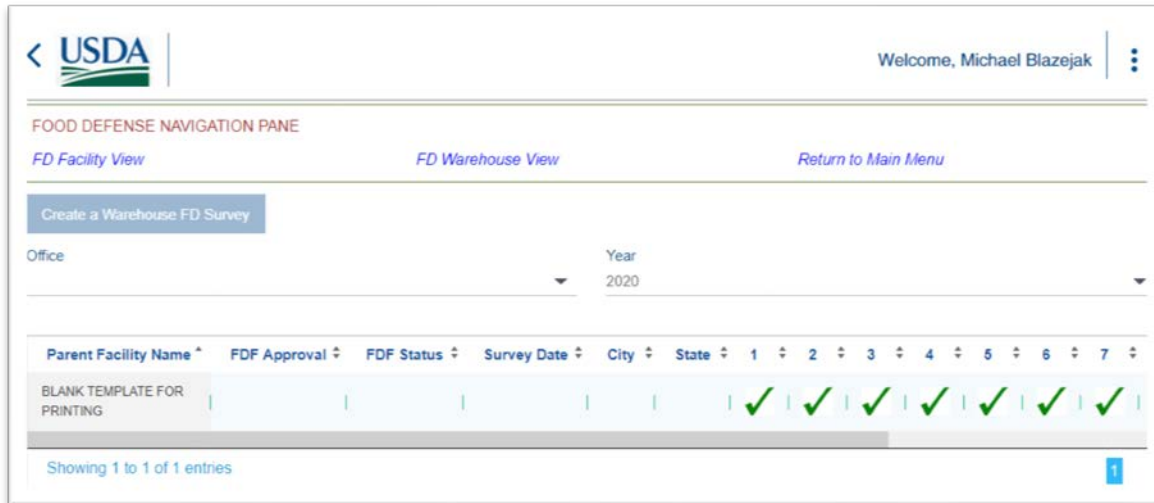 USDA
Welcome, Michael Blazejak
FOOD DEFENSE NAVIGATION PANE
FD Facility View FD Warehouse View Return to Main Menu
Create a Warehouse FD Survey
Office Year
2020
Parent Facility Name FDF Approval FDF Status Survey Date City State 1 2 3 4 5 6 7
BLANK TEMPLATE FOR
PRINTING
Showing 1 to 1 of 1 entries 1